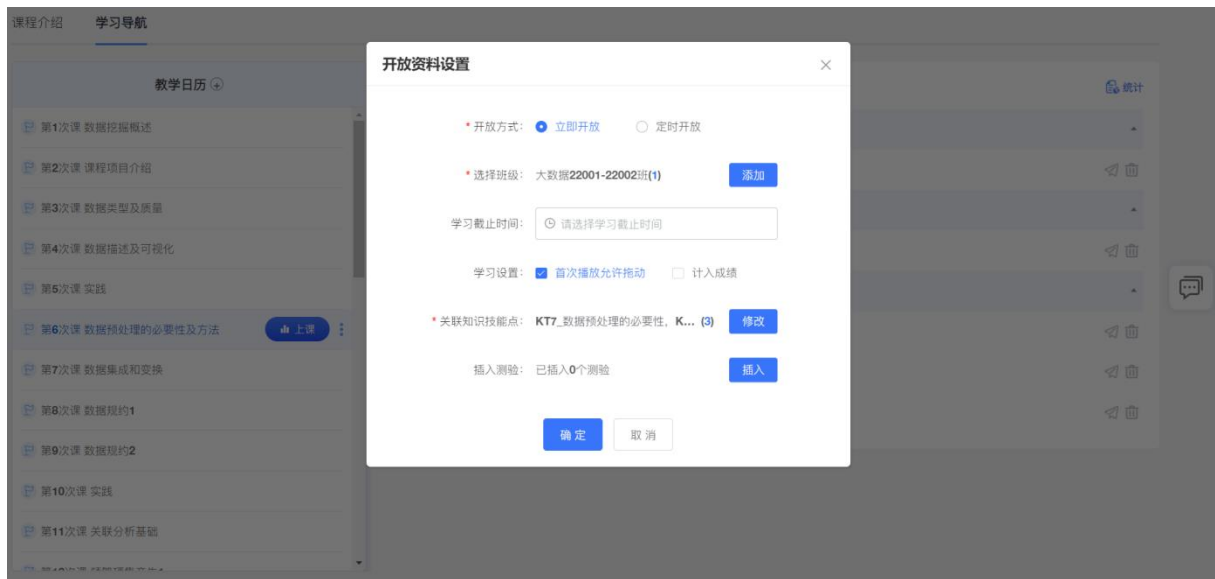 课程介绍 学习导航
教学日历
统计
第1次课 数据挖掘概述
第2次课 课程项目介绍
第3次课 数据类型及质量
第4次课 数据描述及可视化
第5次课 实践
第6次课 数据预处理的必要性及方法 上课
第7次课 数据集成和变换
第8次课 数据规约1
第9次课 数据规约2
第10次课 实践
第11次课 关联分析基础
开放资料设置
* 开放方式: 立即开放 定时开放
* 选择班级: 大数据22001-22002班(1) 添加
学习截止时间: 请选择学习截止时间
学习设置: 首次播放允许拖动 计入成绩
* 关联知识技能点: KT7_数据预处理的必要性, K... (3) 修改
插入测验: 已插入0个测验 插入
确定 取消